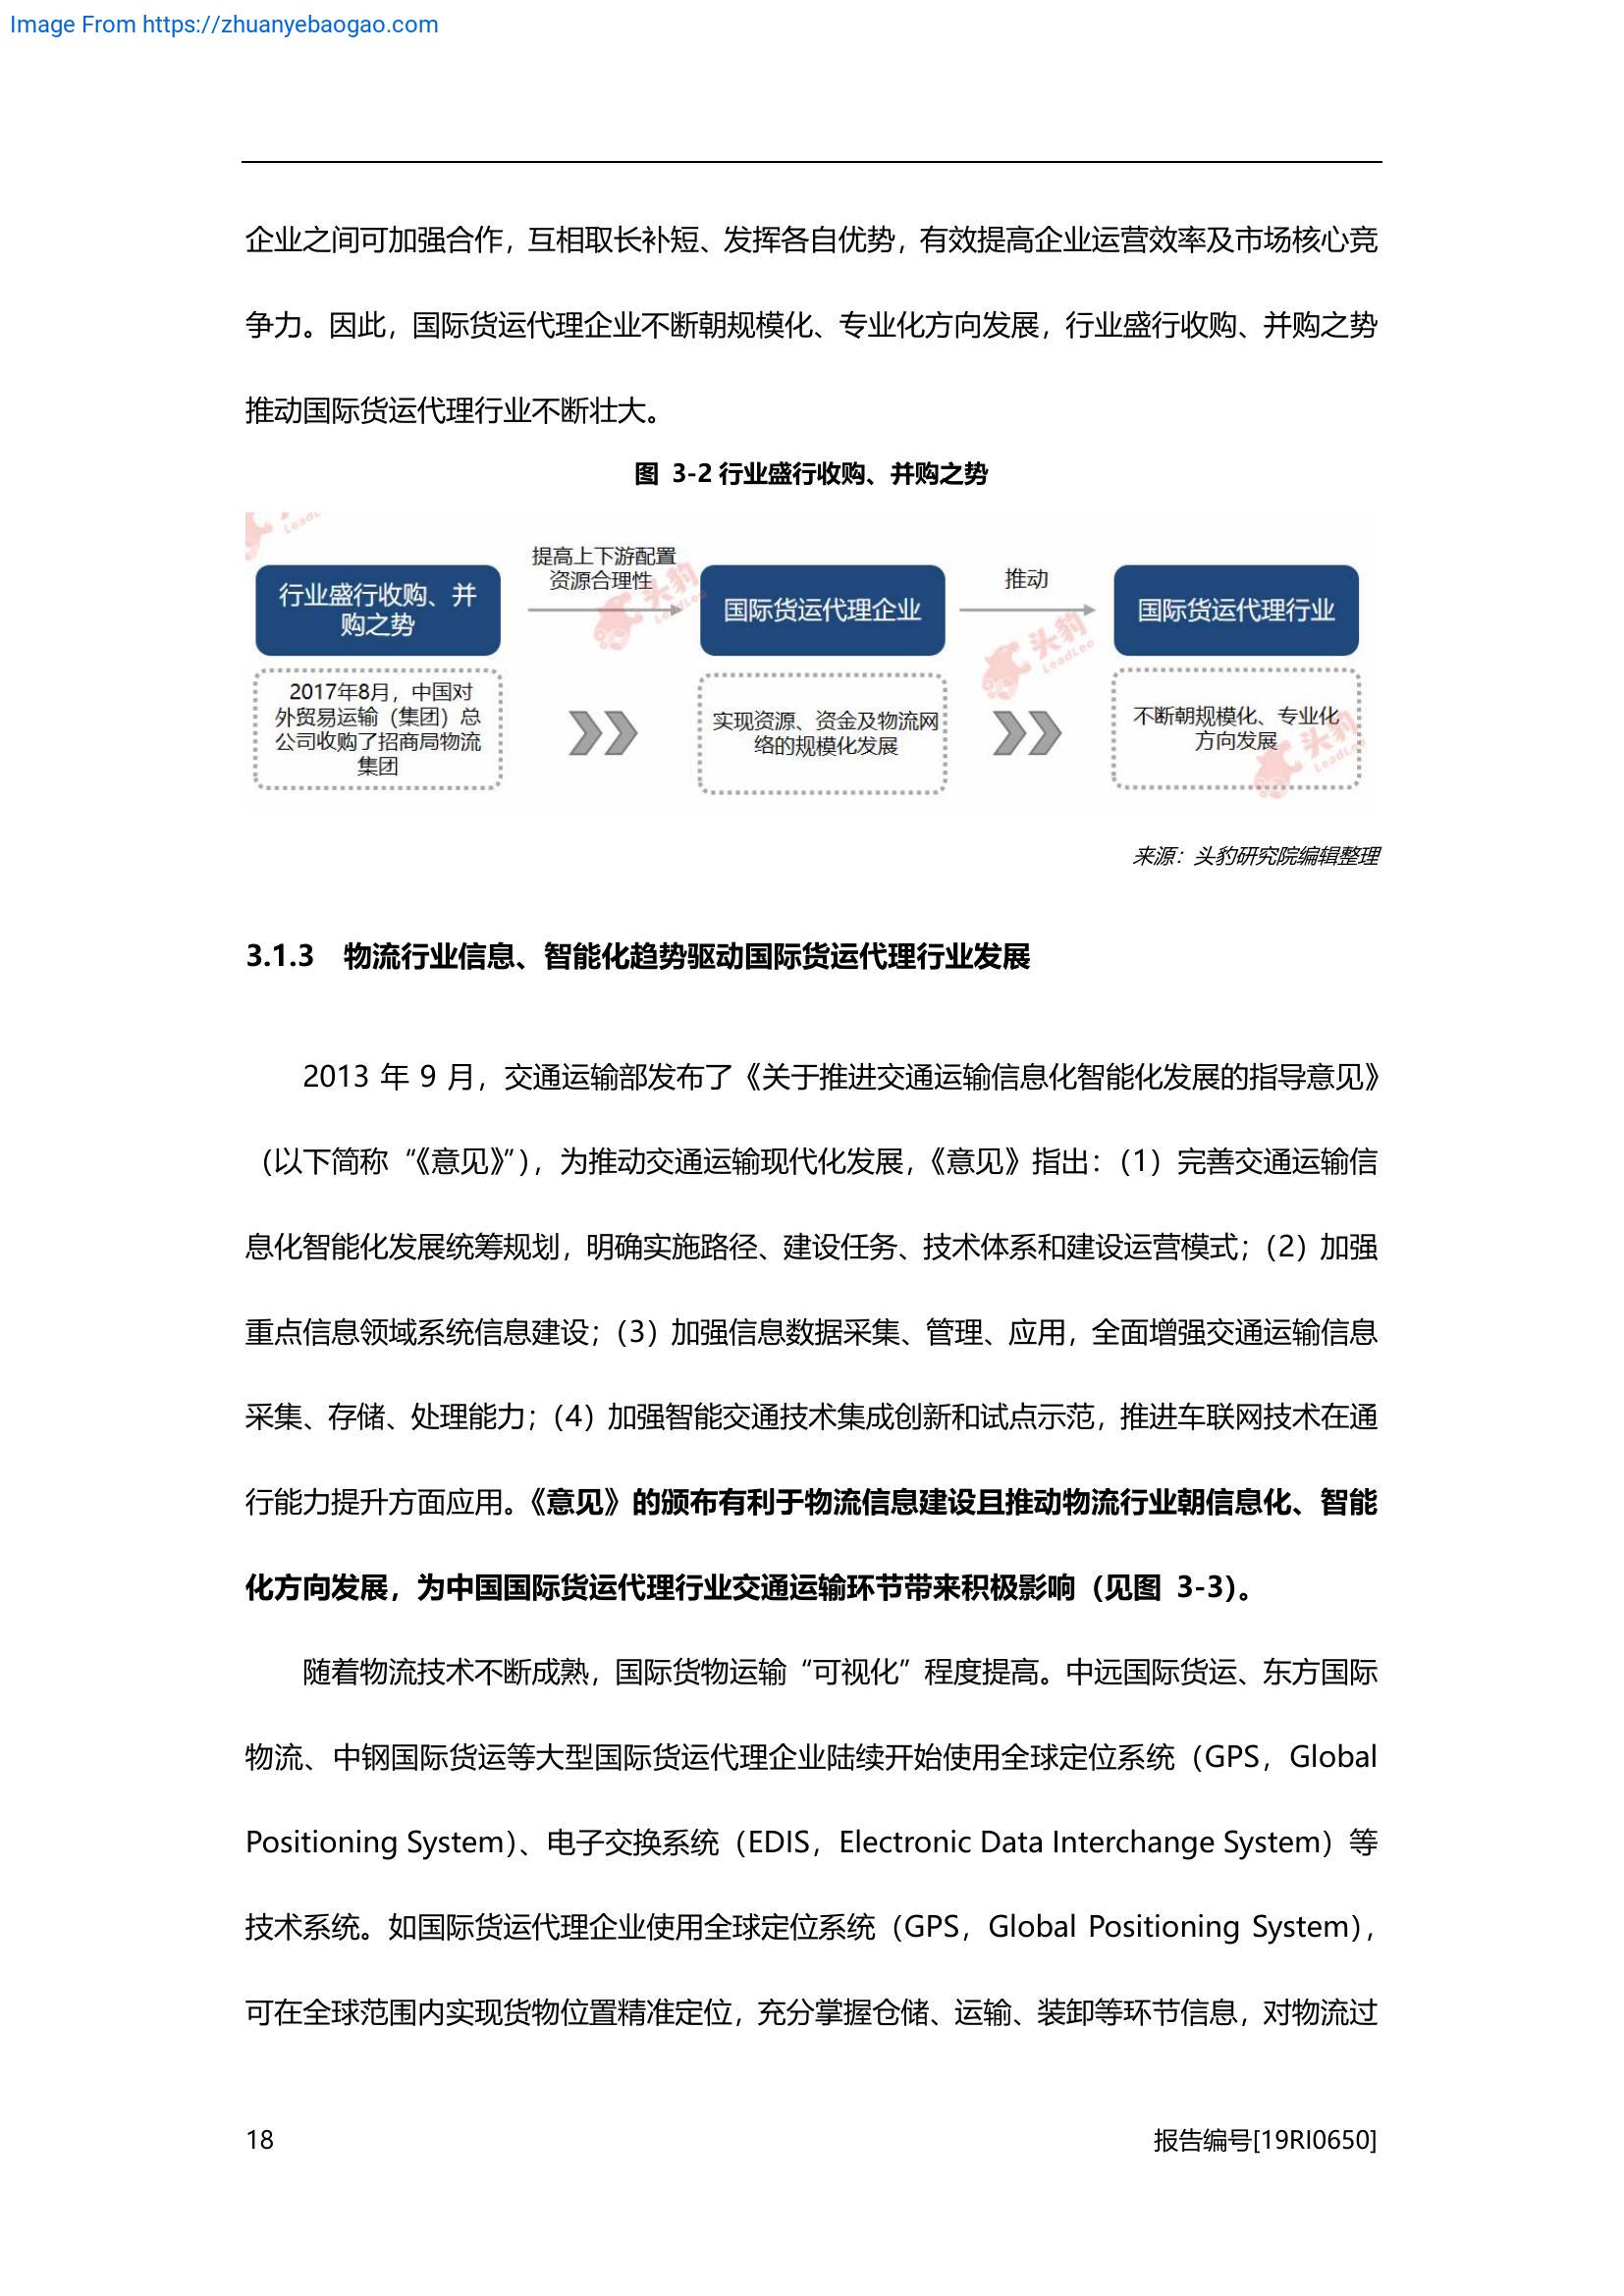 Image From https://zhuanyebaogao.com
企业之间可加强合作，互相取长补短、发挥各自优势，有效提高企业运营效率及市场核心竞
争力。因此，国际货运代理企业不断朝规模化、专业化方向发展，行业盛行收购、并购之势
推动国际货运代理行业不断壮大。
图 3-2 行业盛行收购、并购之势
提高上下游配置
资源合理性
推动
行业盛行收购、并
购之势
国际货运代理企业
国际货运代理行业
2017年8月，中国对
外贸易运输（集团）总
公司收购了招商局物流
集团
实现资源、资金及物流网
络的规模化发展
不断朝规模化、专业化
方向发展
头豹
LeadLeo
头豹
LeadLeo
头豹
LeadLeo
来源：头豹研究院编辑整理
3.1.3 物流行业信息、智能化趋势驱动国际货运代理行业发展
2013 年 9 月，交通运输部发布了《关于推进交通运输信息化智能化发展的指导意见》
（以下简称“《意见》”），为推动交通运输现代化发展，《意见》指出：（1）完善交通运输信
息化智能化发展统筹规划，明确实施路径、建设任务、技术体系和建设运营模式；（2）加强
重点信息领域系统信息建设；（3）加强信息数据采集、管理、应用，全面增强交通运输信息
采集、存储、处理能力；（4）加强智能交通技术集成创新和试点示范，推进车联网技术在通
行能力提升方面应用。《意见》的颁布有利于物流信息建设且推动物流行业朝信息化、智能
化方向发展，为中国国际货运代理行业交通运输环节带来积极影响（见图 3-3）。
随着物流技术不断成熟，国际货物运输“可视化”程度提高。中远国际货运、东方国际
物流、中钢国际货运等大型国际货运代理企业陆续开始使用全球定位系统（GPS，Global
Positioning System）、电子交换系统（EDIS，Electronic Data Interchange System）等
技术系统。如国际货运代理企业使用全球定位系统（GPS，Global Positioning System），
可在全球范围内实现货物位置精准定位，充分掌握仓储、运输、装卸等环节信息，对物流过
18
报告编号[19RI0650]